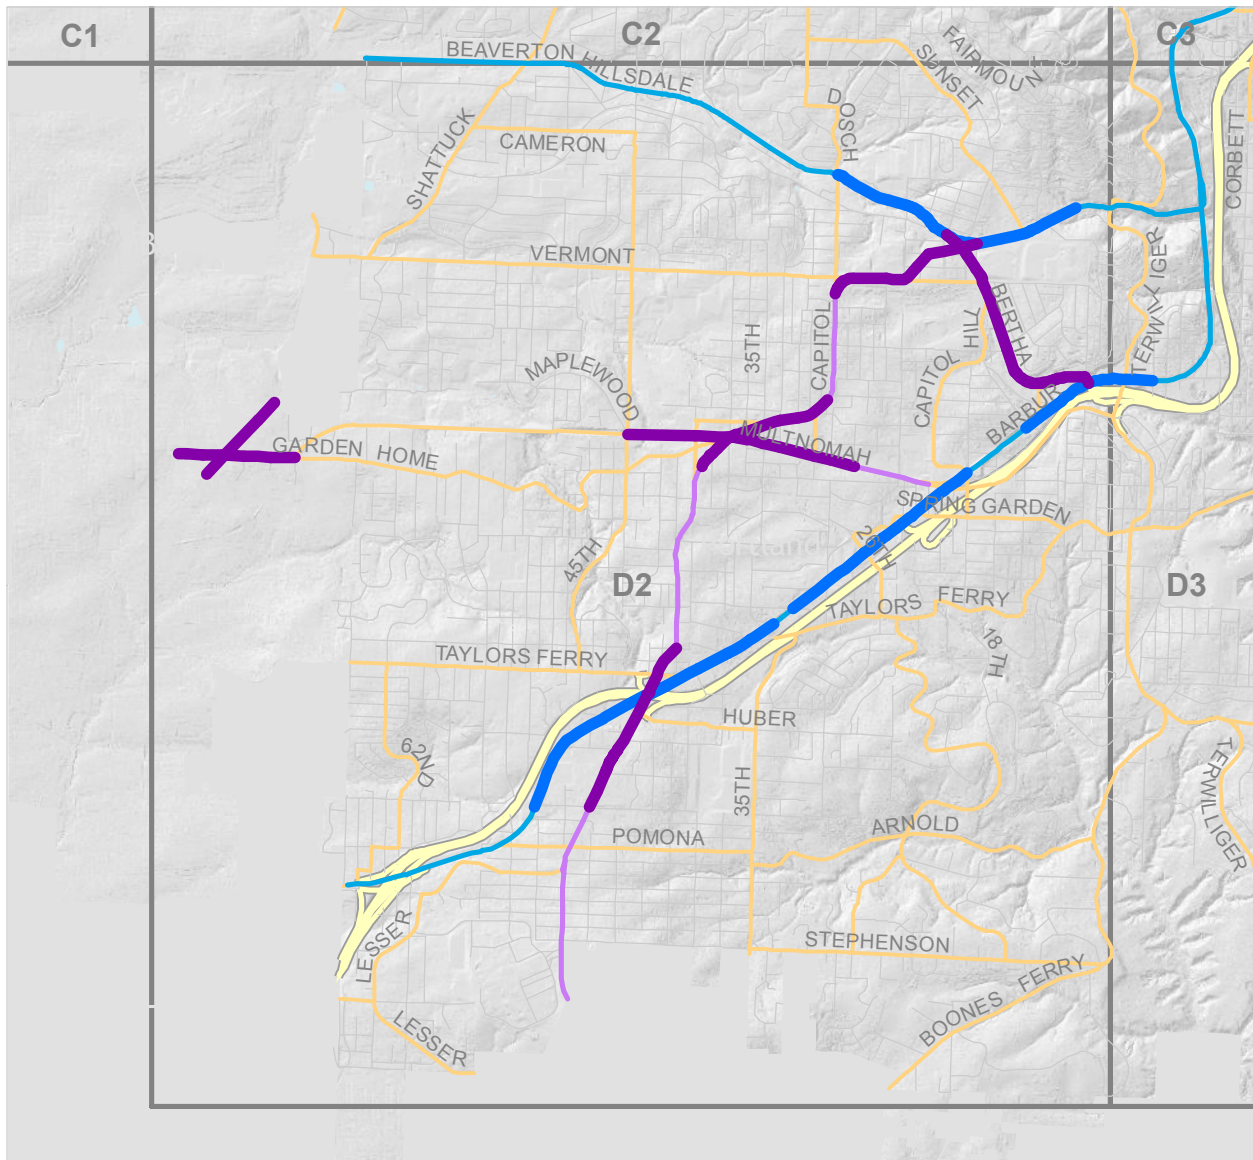 C1
C2
C3
BEAVERTON HILLSDALE
FAIRMOUNT
SUNSET
DOSCH
SHATTUCK
CAMERON
CORBETT
VERMONT
TERWILLIGER
BERTHA
CAPITOL
35TH
CAPITOL HILL
MAPLEWOOD
BARBUR
GARDEN HOME
MULTNOMAH
SPRING GARDEN
26TH
45TH
D2
D3
TAYLORS FERRY
18TH
TAYLORS FERRY
HUBER
62ND
35TH
TERWILLIGER
POMONA
ARNOLD
LESSER
STEPHENSON
BOONES FERRY
LESSER